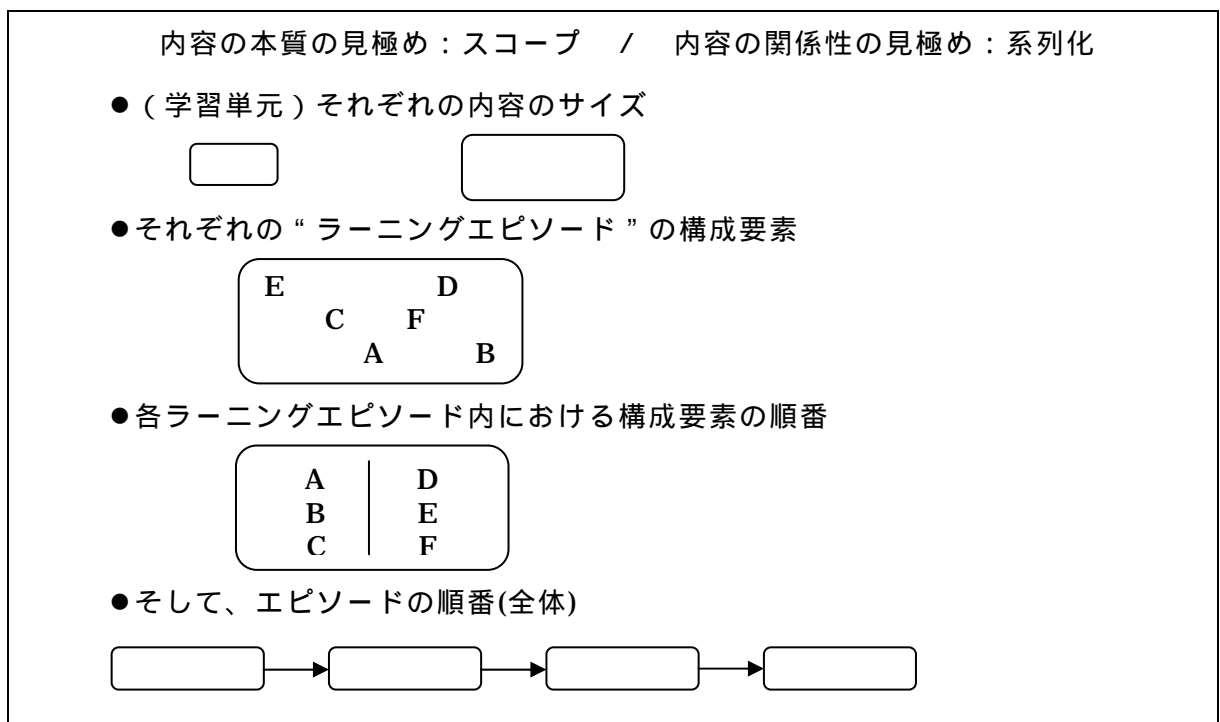 内容の本質の見極め：スコープ　/　内容の関係性の見極め：系列化
●（学習単元）それぞれの内容のサイズ
●それぞれの“ラーニングエピソード”の構成要素
E D
C F
A B
●各ラーニングエピソード内における構成要素の順番
A D
B E
C F
●そして、エピソードの順番(全体)